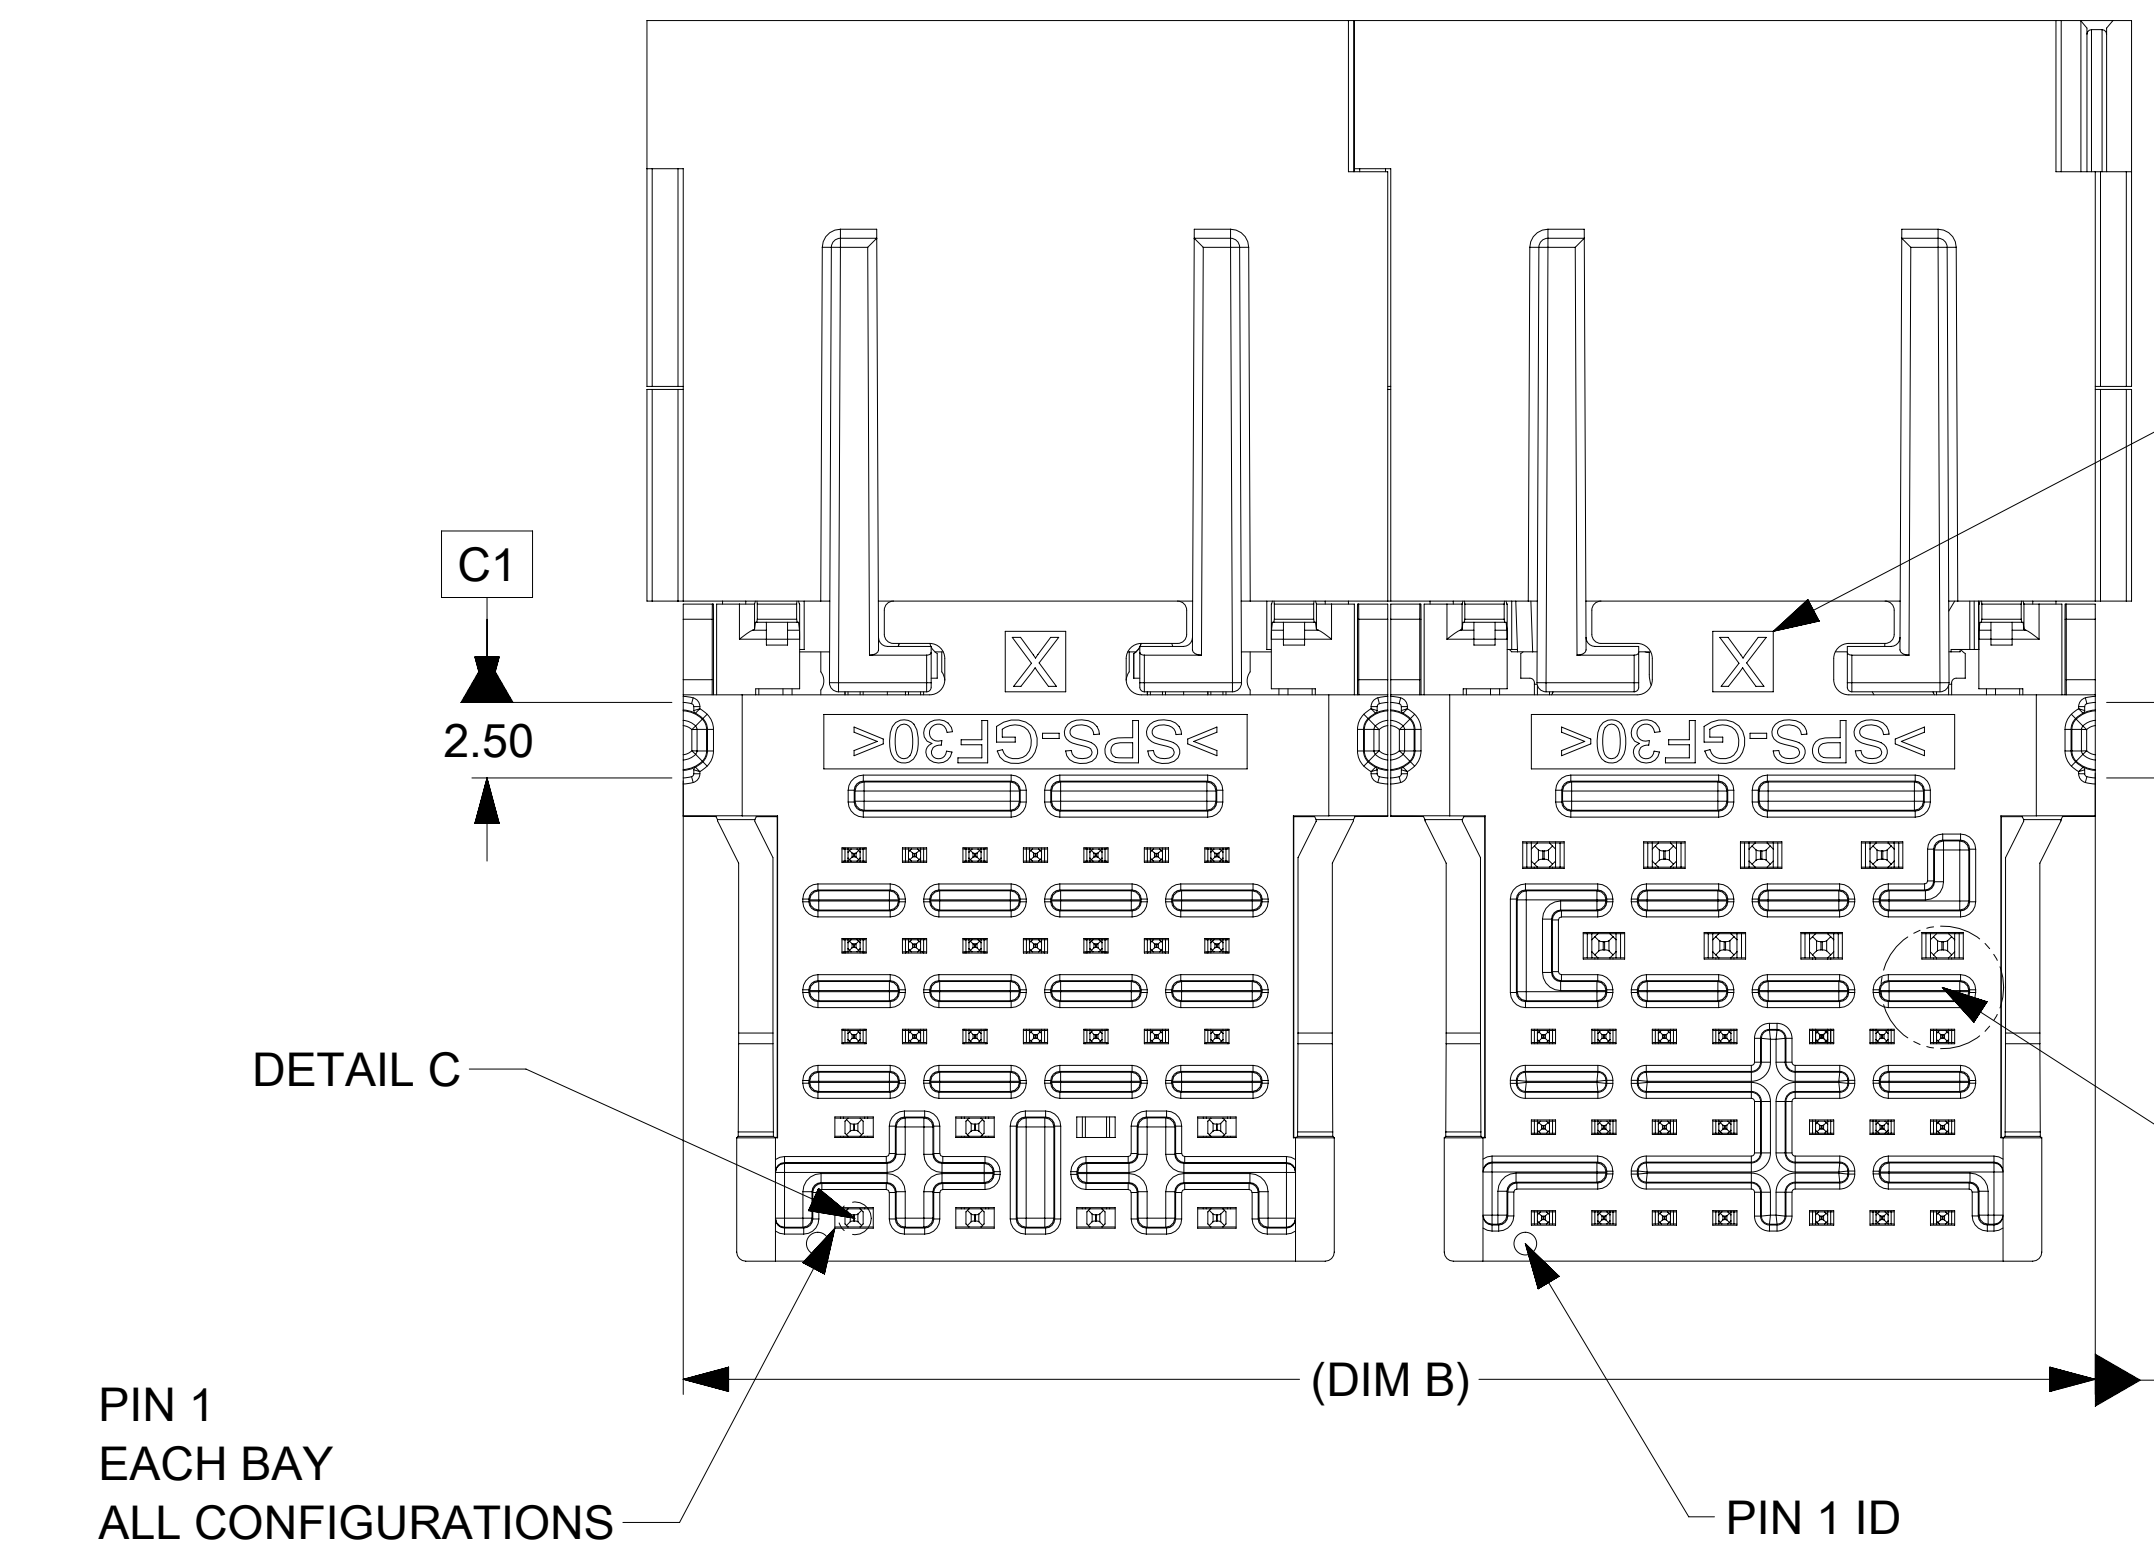 C1
X
X
2.50
>SPS-GF30<
>SPS-GF30<
DETAIL C
(DIM B)
PIN 1
EACH BAY
ALL CONFIGURATIONS
PIN 1 ID